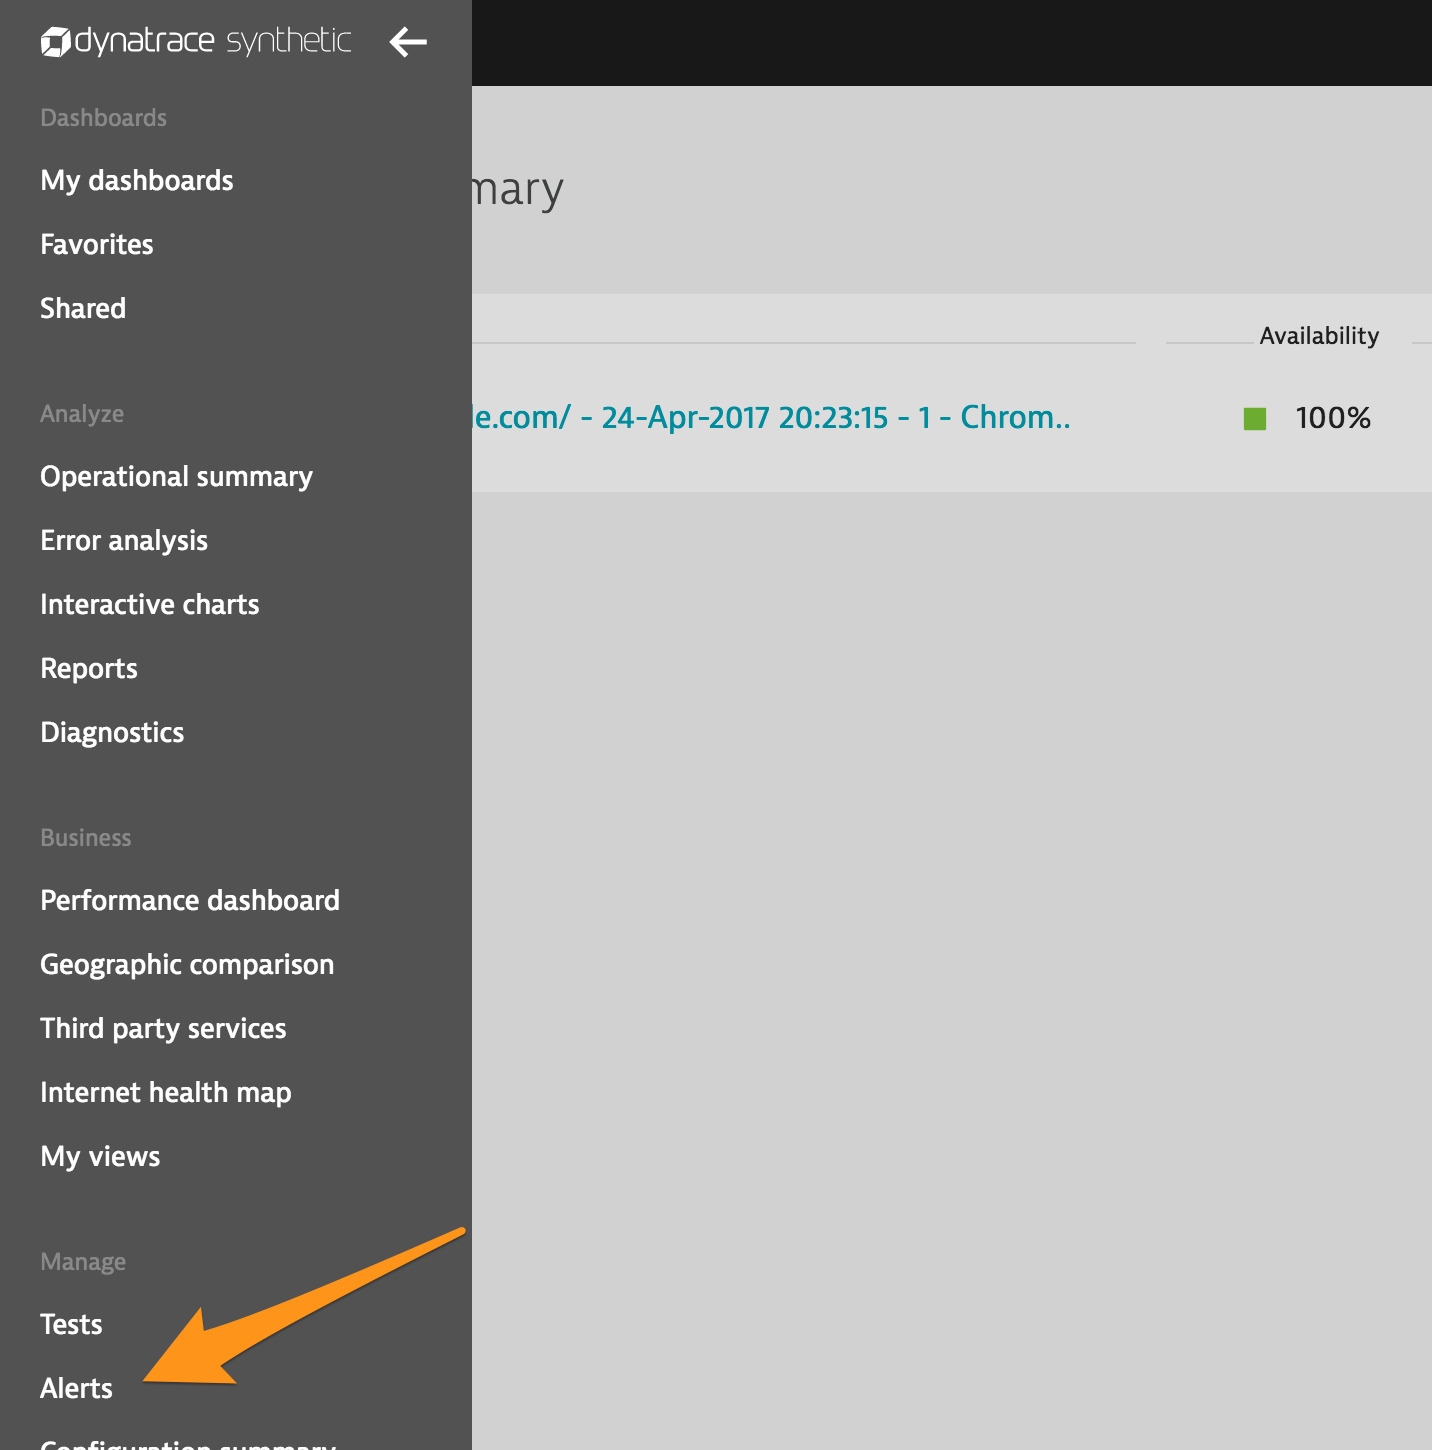 dynatrace synthetic
Dashboards
My dashboards
Favorites
Shared
Analyze
Operational summary
Error analysis
Interactive charts
Reports
Diagnostics
Business
Performance dashboard
Geographic comparison
Third party services
Internet health map
My views
Manage
Tests
Alerts
Configuration summary
mary
Availability
le.com/ - 24-Apr-2017 20:23:15 - 1 - Chrom..
100%